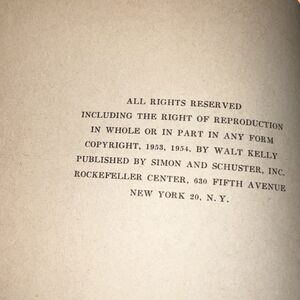 ALL RIGHTS RESERVED
INCLUDING THE RIGHT OF REPRODUCTION
IN WHOLE OR IN PART IN ANY FORM
COPYRIGHT, 1953, 1954, BY WALT KELLY
PUBLISHED BY SIMON AND SCHUSTER, INC.
ROCKEFELLER CENTER, 630 FIFTH AVENUE
NEW YORK 20, N. Y.